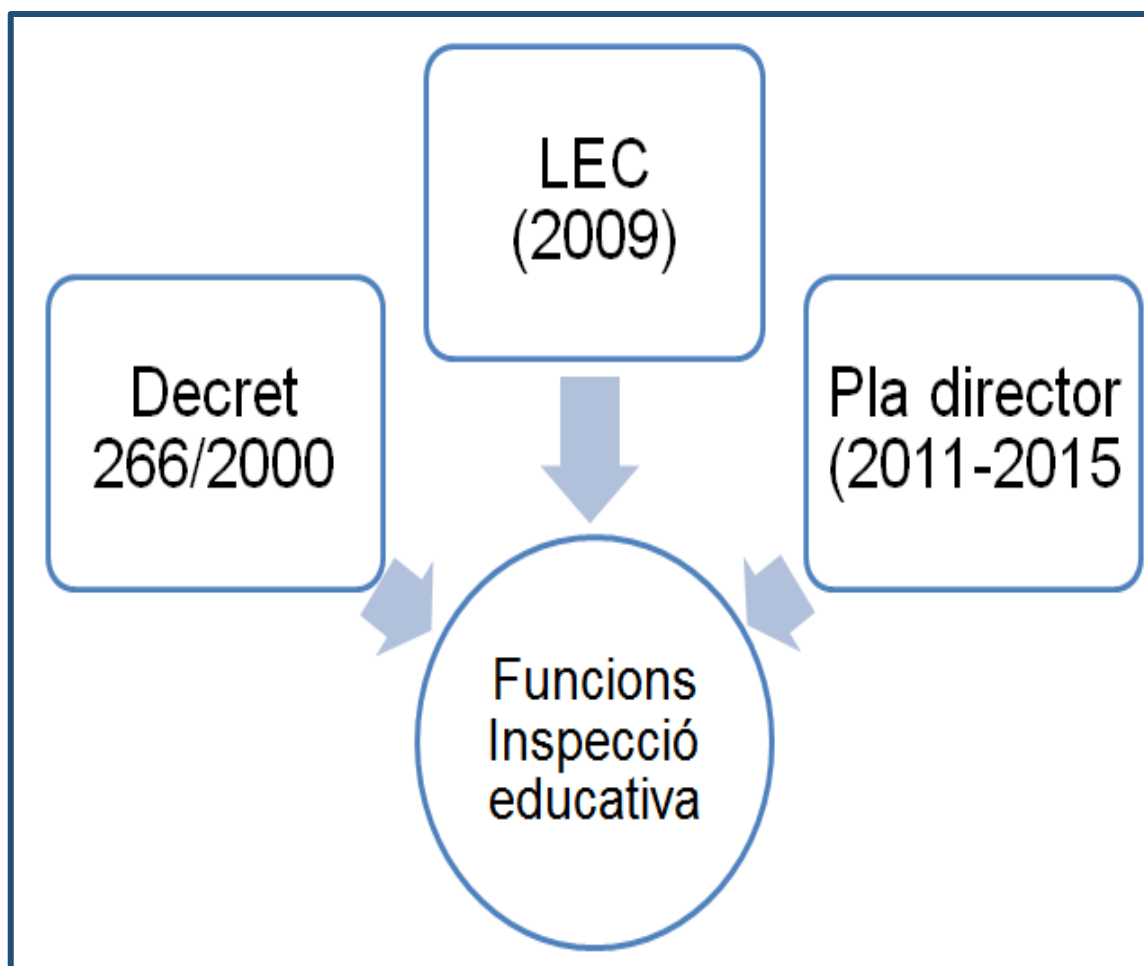 LEC
(2009)
Decret
266/2000
Pla director
(2011-2015
Funcions
Inspecció
educativa